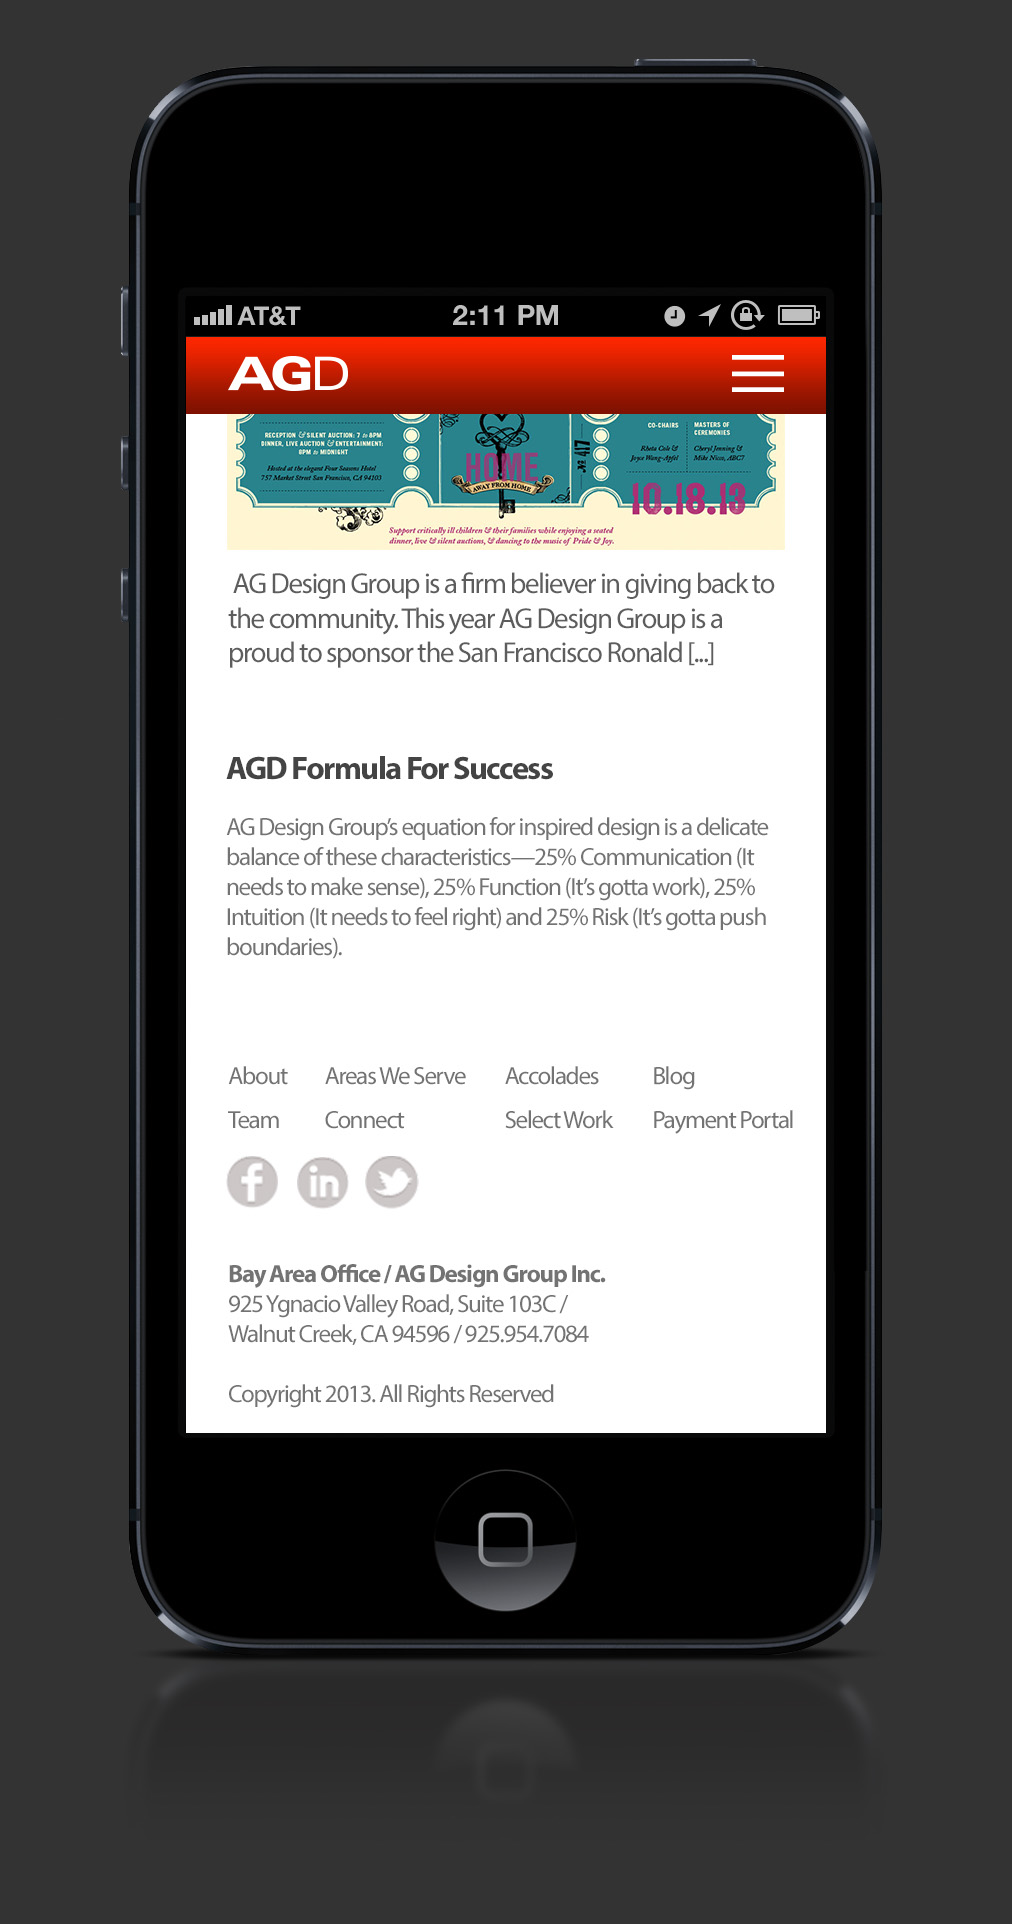 AT&T 2:11 PM
AGD
RECEPTION & SILENT AUCTION: 7 to 8PM
DINNER, LIVE AUCTION & ENTERTAINMENT:
8PM to MIDNIGHT
Hosted at the elegant Four Seasons Hotel
757 Market Street San Francisco, CA 94103
HOME
AWAY FROM HOME
No 417
CO-CHAIRS
Rhota Cole &
Joyce Wong-Apfel
MASTERS OF
CEREMONIES
Cheryl Jenning &
Mike Nicco, ABC7
10.18.13
Support critically ill children & their families while enjoying a seated
dinner, live & silent auctions, & dancing to the music of Pride & Joy.
AG Design Group is a firm believer in giving back to
the community. This year AG Design Group is a
proud to sponsor the San Francisco Ronald [...]
AGD Formula For Success
AG Design Group's equation for inspired design is a delicate
balance of these characteristics—25% Communication (It
needs to make sense), 25% Function (It's gotta work), 25%
Intuition (It needs to feel right) and 25% Risk (It's gotta push
boundaries).
About Areas We Serve Accolades Blog
Team Connect Select Work Payment Portal
f in
Bay Area Office / AG Design Group Inc.
925 Ygnacio Valley Road, Suite 103C /
Walnut Creek, CA 94596 / 925.954.7084
Copyright 2013. All Rights Reserved